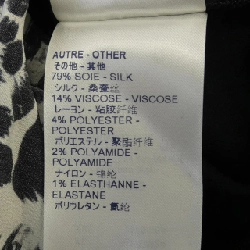 AUTRE - OTHER
その他 - 其他
79% SOIE - SILK
シルク - 桑蚕丝
14% VISCOSE - VISCOSE
レーヨン - 粘胶纤维
4% POLYESTER -
POLYESTER
ポリエステル - 聚酯纤维
2% POLYAMIDE -
POLYAMIDE
ナイロン - 锦纶
1% ELASTHANNE -
ELASTANE
ポリウレタン - 氨纶